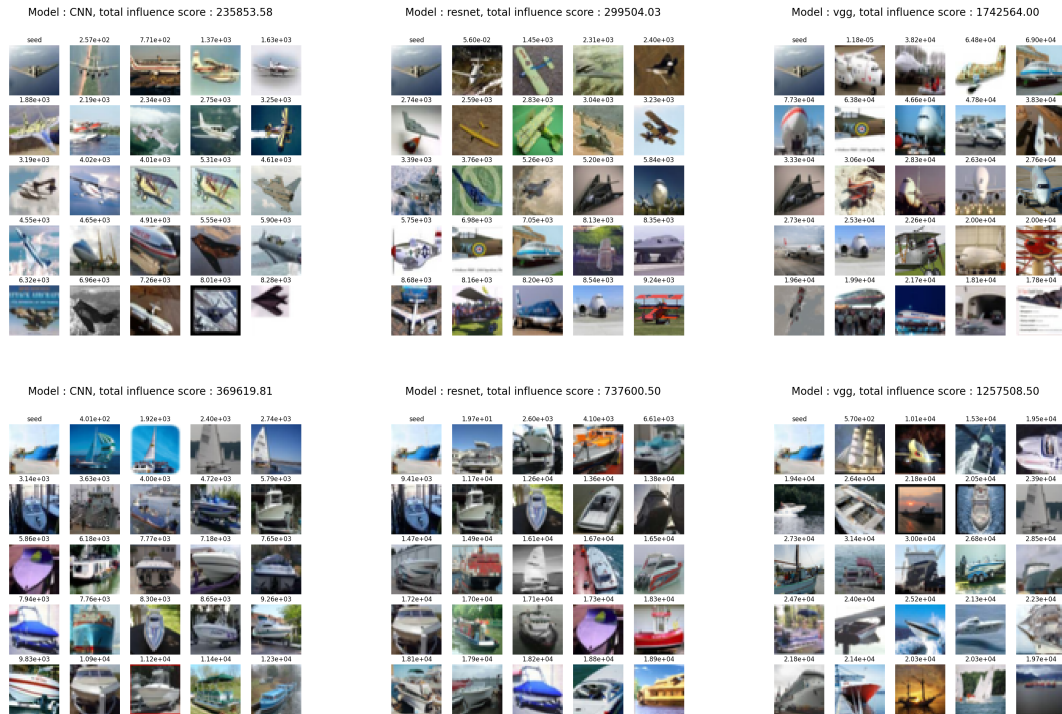 Model : CNN, total influence score : 235853.58
seed 2.57e+02 7.71e+02 1.37e+03 1.63e+03
1.88e+03 2.19e+03 2.34e+03 2.75e+03 3.25e+03
3.19e+03 4.02e+03 4.01e+03 5.31e+03 4.61e+03
4.55e+03 4.65e+03 4.91e+03 5.55e+03 5.90e+03
6.32e+03 6.96e+03 7.26e+03 8.01e+03 8.28e+03
Model : resnet, total influence score : 299504.03
seed 5.60e-02 1.45e+03 2.31e+03 2.40e+03
2.74e+03 2.59e+03 2.83e+03 3.04e+03 3.23e+03
3.39e+03 3.76e+03 5.26e+03 5.20e+03 5.84e+03
5.75e+03 6.98e+03 7.05e+03 8.13e+03 8.35e+03
8.68e+03 8.16e+03 8.20e+03 8.54e+03 9.24e+03
Model : vgg, total influence score : 1742564.00
seed 1.18e-05 3.82e+04 6.48e+04 6.90e+04
7.73e+04 6.38e+04 4.66e+04 4.78e+04 3.83e+04
3.33e+04 3.06e+04 2.83e+04 2.63e+04 2.76e+04
2.73e+04 2.53e+04 2.26e+04 2.00e+04 2.00e+04
1.96e+04 1.99e+04 2.17e+04 1.81e+04 1.78e+04
Model : CNN, total influence score : 369619.81
seed 4.01e+02 1.92e+03 2.40e+03 2.74e+03
3.14e+03 3.63e+03 4.00e+03 4.72e+03 5.79e+03
5.86e+03 6.18e+03 7.77e+03 7.18e+03 7.65e+03
7.94e+03 7.76e+03 8.30e+03 8.65e+03 9.26e+03
9.83e+03 1.09e+04 1.12e+04 1.14e+04 1.23e+04
Model : resnet, total influence score : 737600.50
seed 1.97e+01 2.60e+03 4.10e+03 6.61e+03
9.41e+03 1.17e+04 1.26e+04 1.36e+04 1.38e+04
1.47e+04 1.49e+04 1.61e+04 1.67e+04 1.65e+04
1.72e+04 1.70e+04 1.71e+04 1.73e+04 1.83e+04
1.81e+04 1.79e+04 1.82e+04 1.88e+04 1.89e+04
Model : vgg, total influence score : 1257508.50
seed 5.70e+02 1.01e+04 1.53e+04 1.95e+04
1.94e+04 2.64e+04 2.18e+04 2.05e+04 2.39e+04
2.73e+04 3.14e+04 3.00e+04 2.68e+04 2.85e+04
2.47e+04 2.40e+04 2.52e+04 2.13e+04 2.23e+04
2.18e+04 2.14e+04 2.03e+04 2.03e+04 1.97e+04